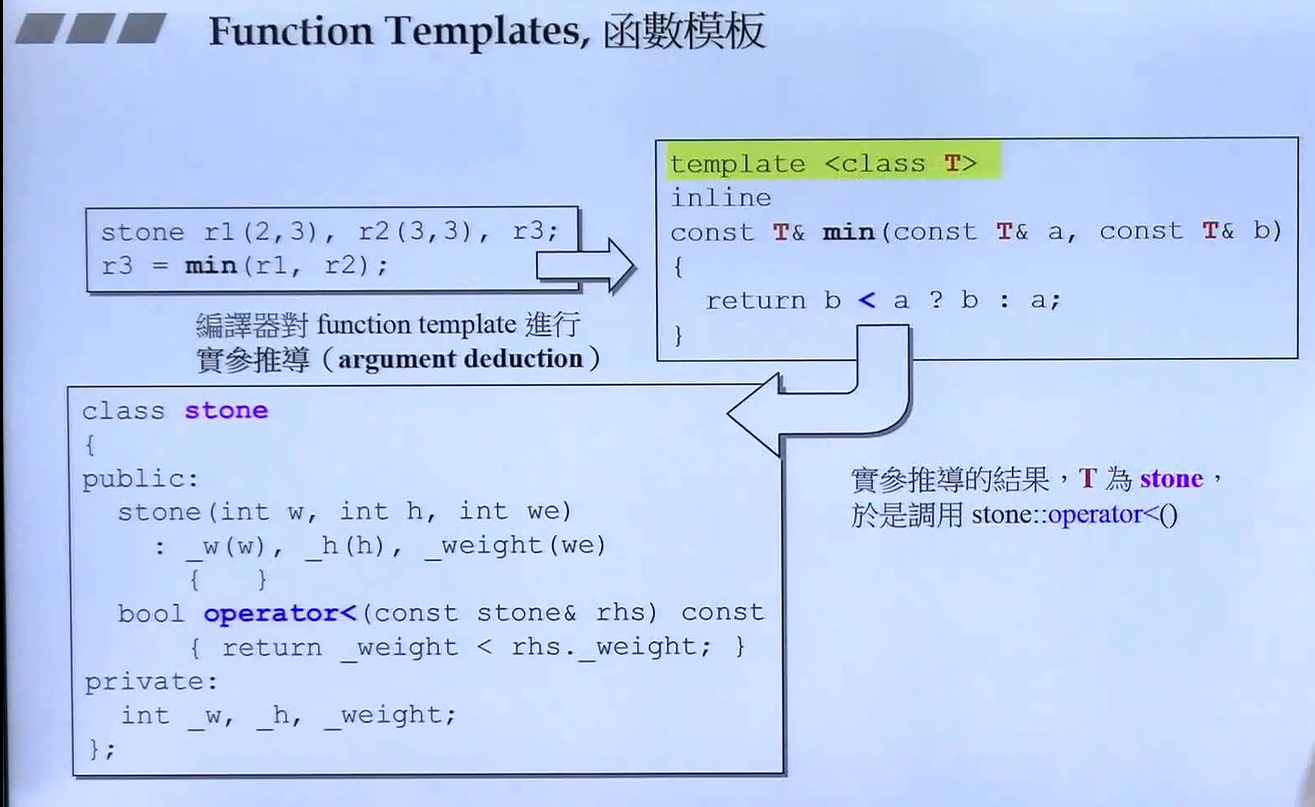 Function Templates, 函數模板
stone r1(2,3), r2(3,3), r3;
r3 = min(r1, r2);
編譯器對 function template 進行
實參推導（argument deduction）
template <class T>
inline
const T& min(const T& a, const T& b)
{
  return b < a ? b : a;
}
class stone
{
public:
  stone(int w, int h, int we)
    : _w(w), _h(h), _weight(we)
      {   }
  bool operator<(const stone& rhs) const
      { return _weight < rhs._weight; }
private:
  int _w, _h, _weight;
};
實參推導的結果，T 為 stone，
於是調用 stone::operator<()